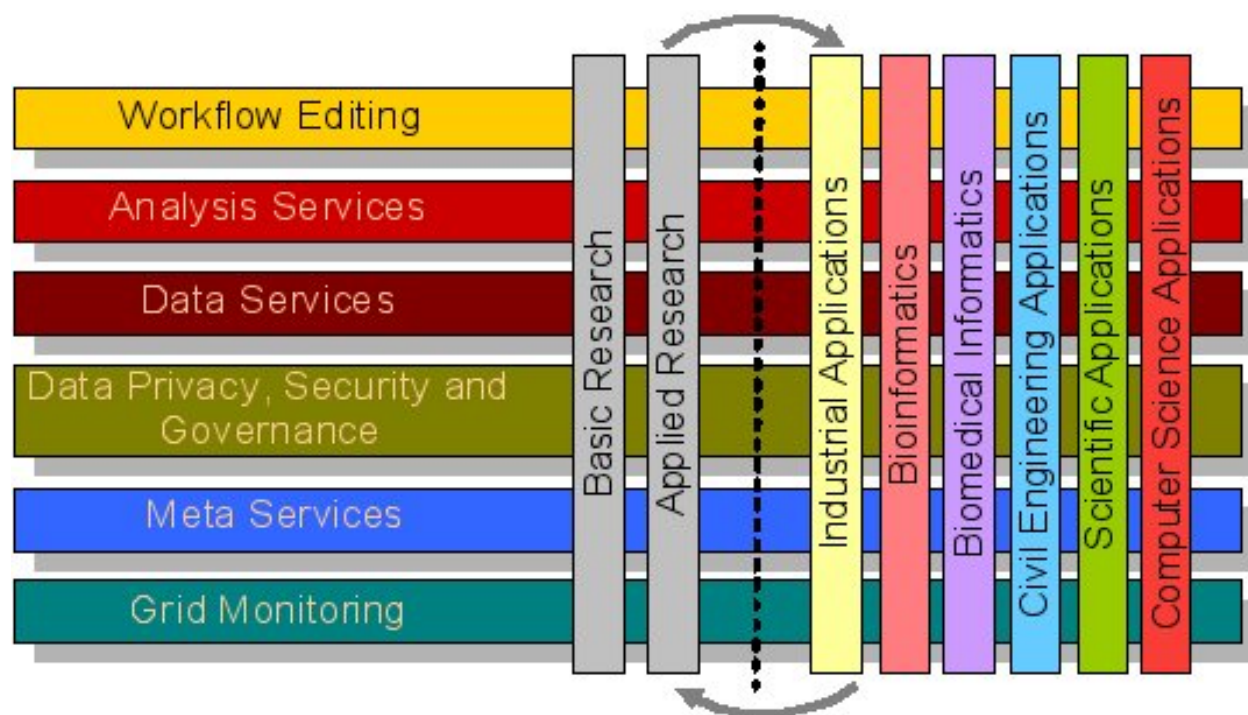 Workflow Editing
Analysis Services
Data Services
Data Privacy, Security and
Governance
Meta Services
Grid Monitoring
Basic Research
Applied Research
Industrial Applications
Bioinformatics
Biomedical Informatics
Civil Engineering Applications
Scientific Applications
Computer Science Applications